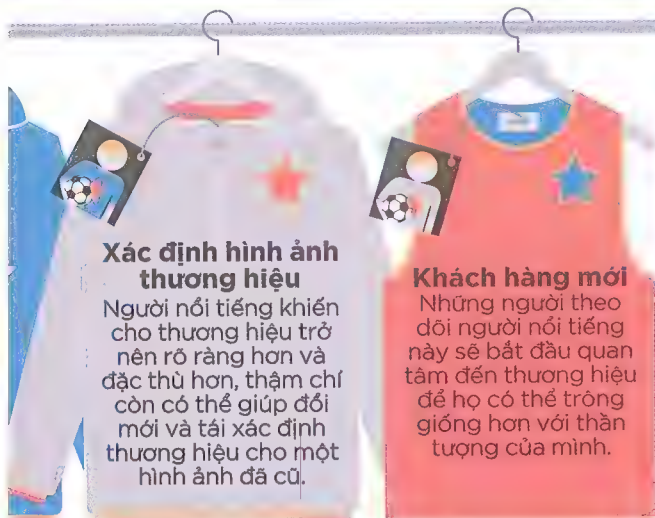 Xác định hình ảnh
thương hiệu
Người nổi tiếng khiến
cho thương hiệu trở
nên rõ ràng hơn và
đặc thù hơn, thậm chí
còn có thể giúp đổi
mới và tái xác định
thương hiệu cho một
hình ảnh đã cũ.
Khách hàng mới
Những người theo
dõi người nổi tiếng
này sẽ bắt đầu quan
tâm đến thương hiệu
để họ có thể trông
giống hơn với thần
tượng của mình.